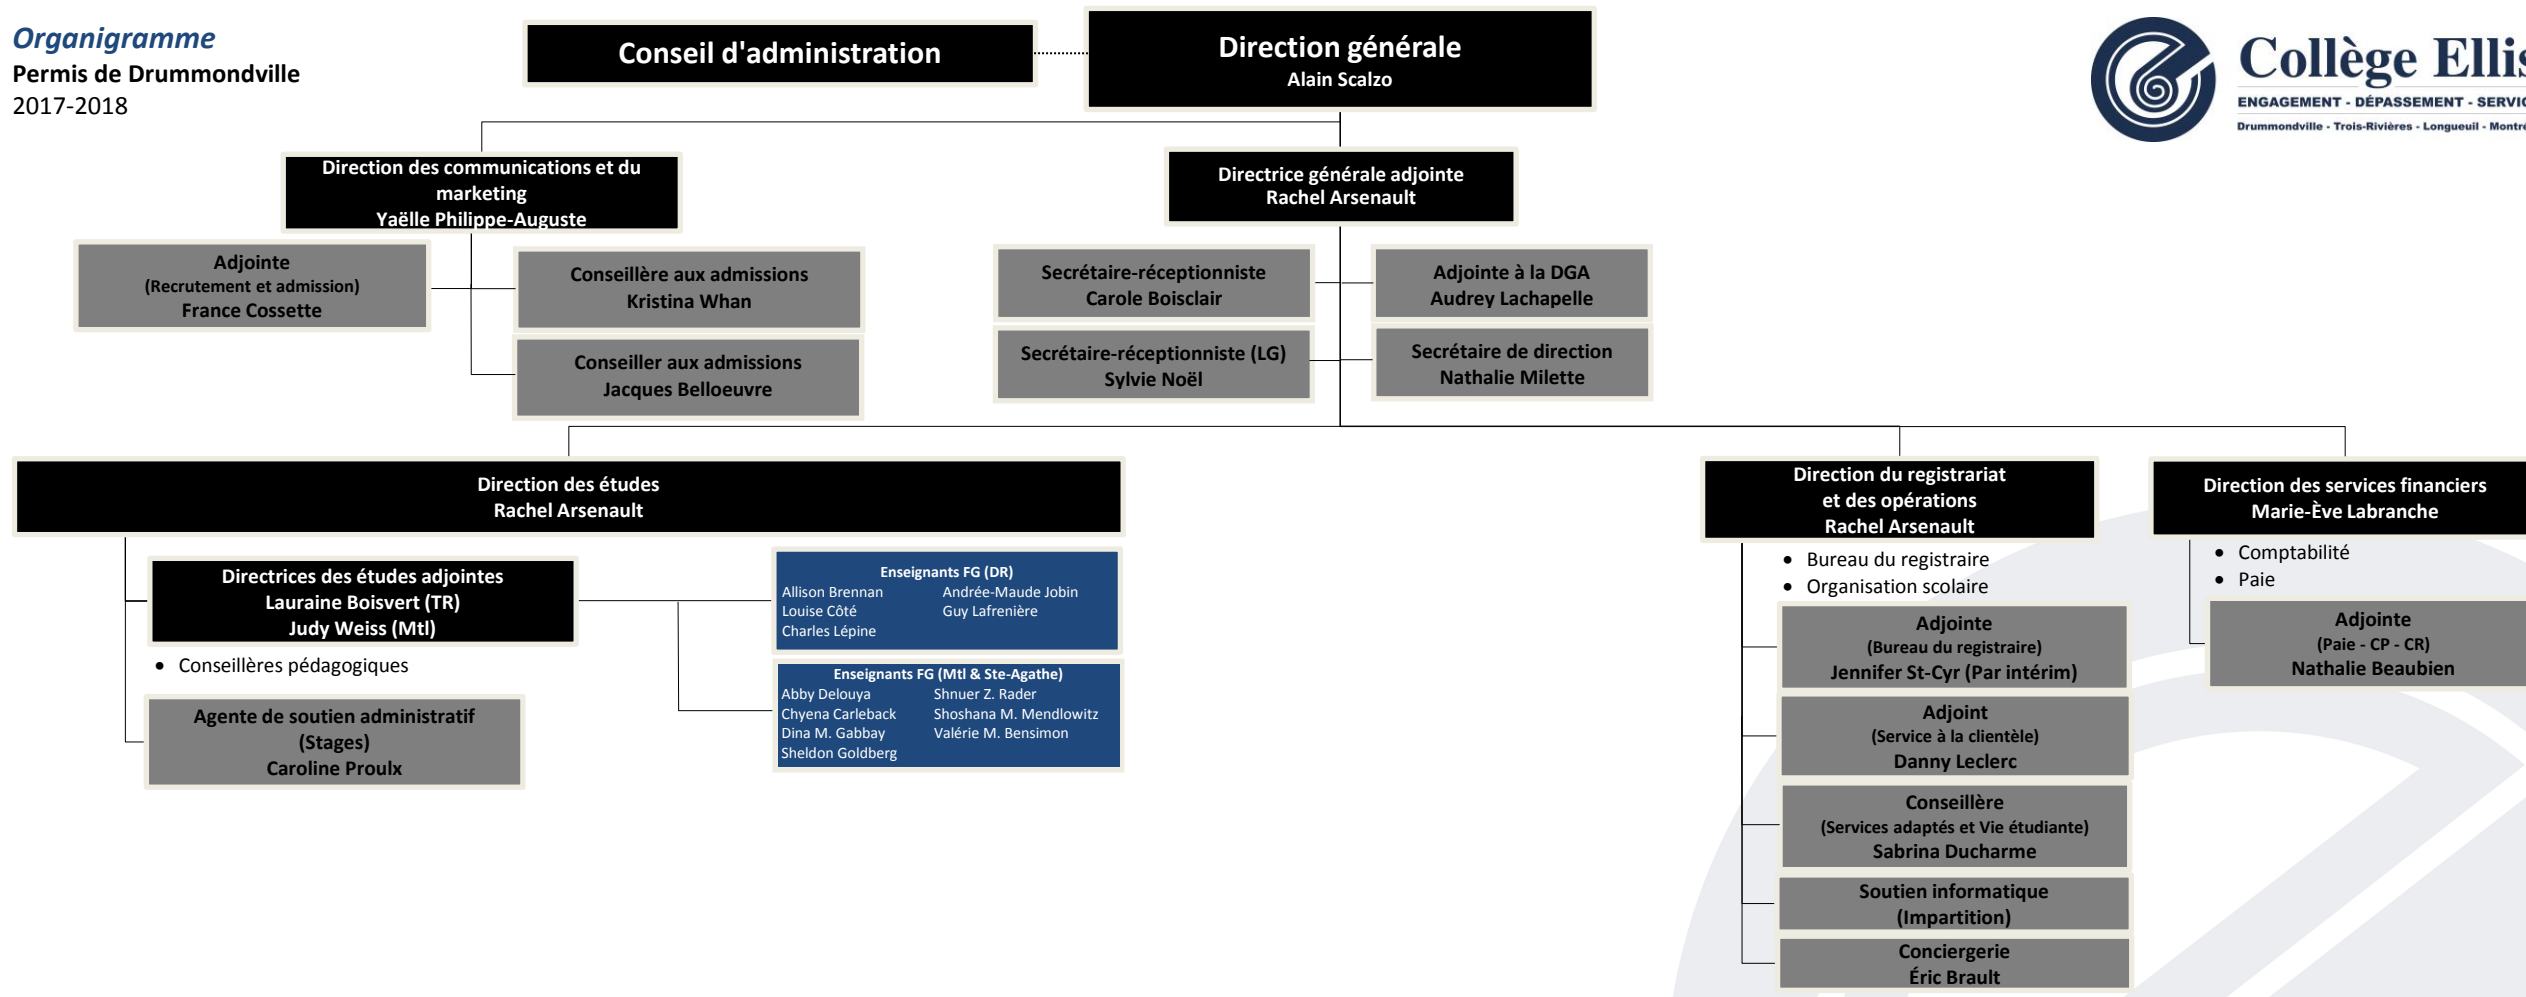 Organigramme
Permis de Drummondville
2017-2018
Conseil d'administration
Direction générale
Alain Scalzo
Collège Ellis
ENGAGEMENT - DÉPASSEMENT - SERVIC
Drummondville - Trois-Rivières - Longueuil - Montré
Direction des communications et du
marketing
Yaëlle Philippe-Auguste
Directrice générale adjointe
Rachel Arsenault
Adjointe
(Recrutement et admission)
France Cossette
Conseillère aux admissions
Kristina Whan
Conseiller aux admissions
Jacques Belloeuvre
Secrétaire-réceptionniste
Carole Boisclair
Adjointe à la DGA
Audrey Lachapelle
Secrétaire-réceptionniste (LG)
Sylvie Noël
Secrétaire de direction
Nathalie Milette
Direction des études
Rachel Arsenault
Directrices des études adjointes
Lauraine Boisvert (TR)
Judy Weiss (Mtl)
• Conseillères pédagogiques
Agente de soutien administratif
(Stages)
Caroline Proulx
Enseignants FG (DR)
Allison Brennan Andrée-Maude Jobin
Louise Côté Guy Lafrenière
Charles Lépine
Enseignants FG (Mtl & Ste-Agathe)
Abby Delouya Shnuer Z. Rader
Chyena Carleback Shoshana M. Mendlowitz
Dina M. Gabbay Valérie M. Bensimon
Sheldon Goldberg
Direction du registrariat
et des opérations
Rachel Arsenault
• Bureau du registraire
• Organisation scolaire
Adjointe
(Bureau du registraire)
Jennifer St-Cyr (Par intérim)
Adjoint
(Service à la clientèle)
Danny Leclerc
Conseillère
(Services adaptés et Vie étudiante)
Sabrina Ducharme
Soutien informatique
(Impartition)
Conciergerie
Éric Brault
Direction des services financiers
Marie-Ève Labranche
• Comptabilité
• Paie
Adjointe
(Paie - CP - CR)
Nathalie Beaubien